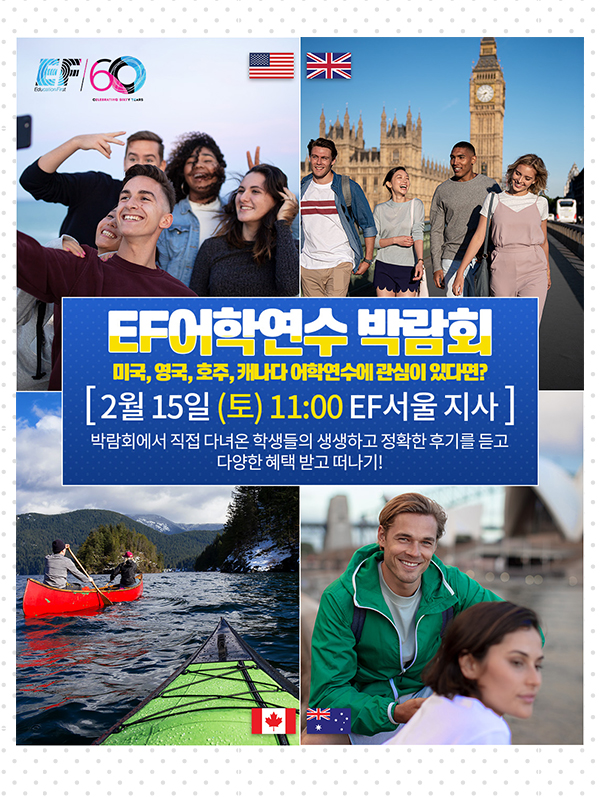 EF/60
EducationFirst
CELEBRATING SIXTY YEARS
EF어학연수 박람회
미국, 영국, 호주, 캐나다 어학연수에 관심이 있다면?
[ 2월 15일 (토) 11:00 EF서울 지사 ]
박람회에서 직접 다녀온 학생들의 생생하고 정확한 후기를 듣고
다양한 혜택 받고 떠나기!